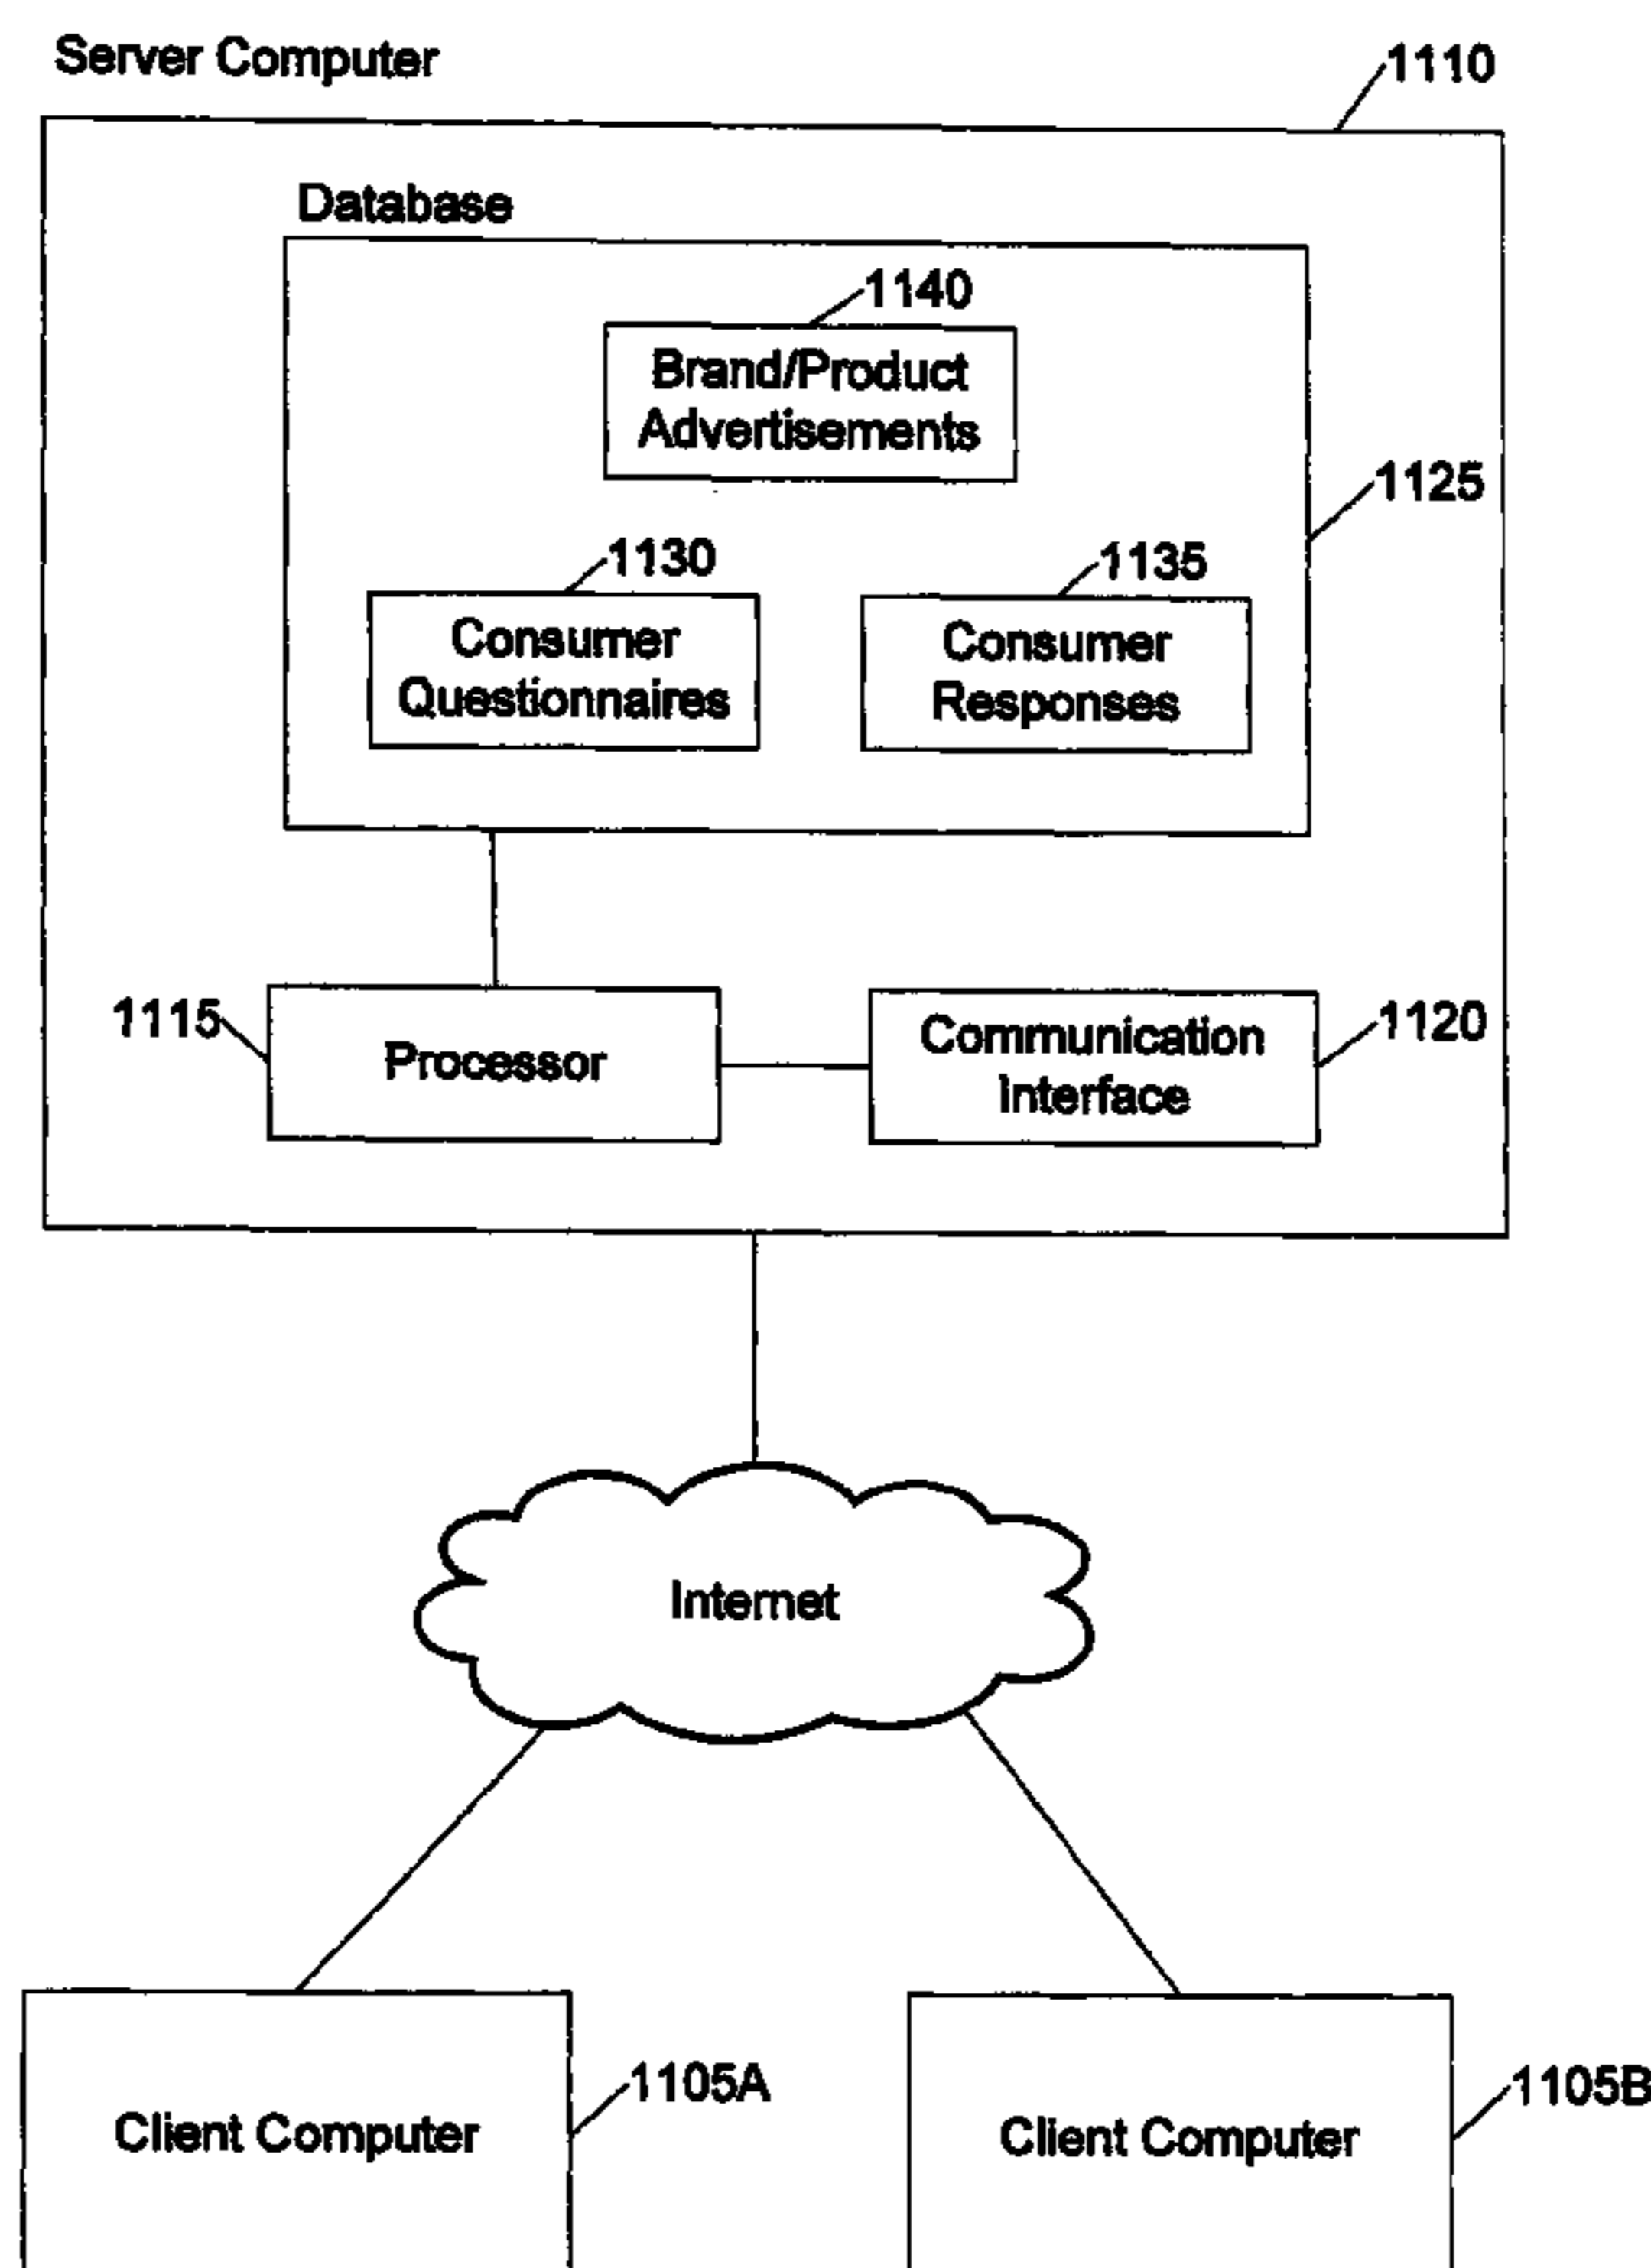 Server Computer
1110
Database
1140
Brand/Product
Advertisements
1125
1130
1135
Consumer
Questionnaires
Consumer
Responses
1115
Processor
Communication
Interface
1120
Internet
1105A
Client Computer
1105B
Client Computer